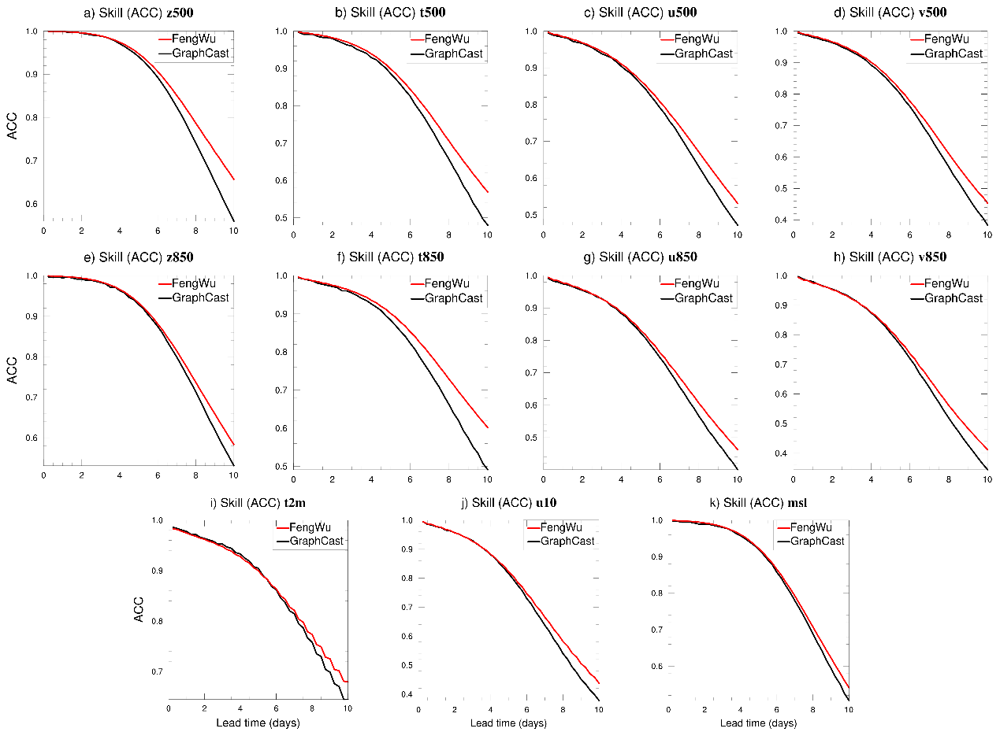 a) Skill (ACC) z500
b) Skill (ACC) t500
c) Skill (ACC) u500
d) Skill (ACC) v500
1.0
0.9
0.8
0.7
0.6
ACC
FengWu
GraphCast
0 2 4 6 8 10
1.0
0.9
0.8
0.7
0.6
0.5
FengWu
GraphCast
0 2 4 6 8 10
1.0
0.9
0.8
0.7
0.6
0.5
FengWu
GraphCast
0 2 4 6 8 10
1.0
0.9
0.8
0.7
0.6
0.5
0.4
FengWu
GraphCast
0 2 4 6 8 10
e) Skill (ACC) z850
f) Skill (ACC) t850
g) Skill (ACC) u850
h) Skill (ACC) v850
1.0
0.9
0.8
0.7
0.6
ACC
FengWu
GraphCast
0 2 4 6 8 10
1.0
0.9
0.8
0.7
0.6
0.5
FengWu
GraphCast
0 2 4 6 8 10
1.0
0.9
0.8
0.7
0.6
0.5
FengWu
GraphCast
0 2 4 6 8 10
1.0
0.9
0.8
0.7
0.6
0.5
0.4
FengWu
GraphCast
0 2 4 6 8 10
i) Skill (ACC) t2m
j) Skill (ACC) u10
k) Skill (ACC) msl
1.0
0.9
0.8
0.7
ACC
FengWu
GraphCast
0 2 4 6 8 10
Lead time (days)
1.0
0.9
0.8
0.7
0.6
0.5
0.4
FengWu
GraphCast
0 2 4 6 8 10
Lead time (days)
1.0
0.9
0.8
0.7
0.6
FengWu
GraphCast
0 2 4 6 8 10
Lead time (days)